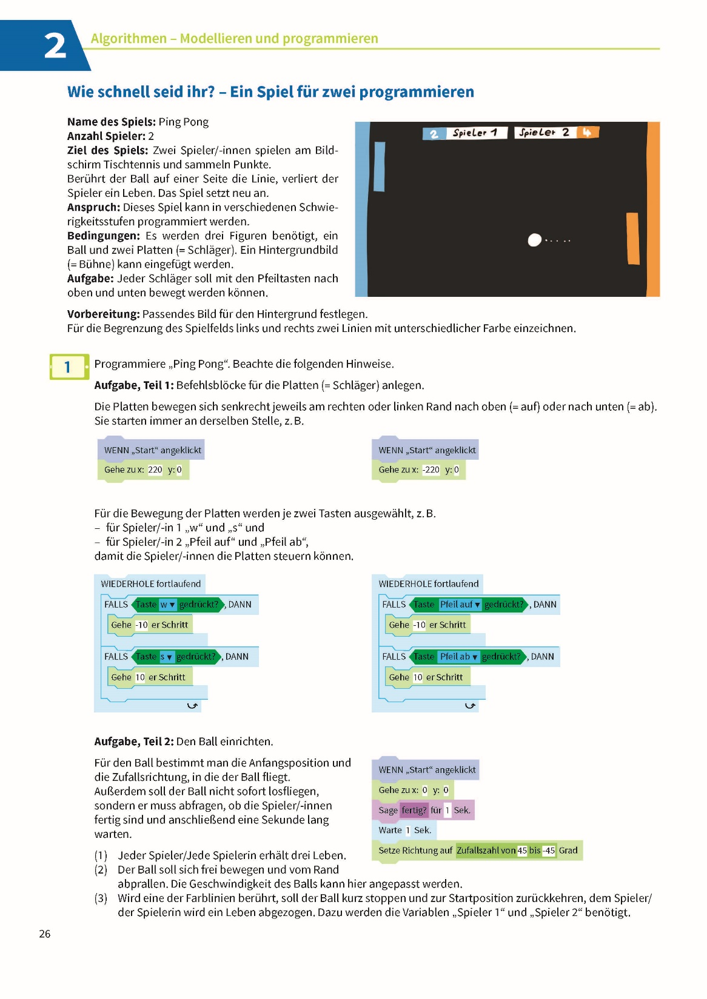 2
Algorithmen – Modellieren und programmieren
Wie schnell seid ihr? – Ein Spiel für zwei programmieren
Name des Spiels: Ping Pong
Anzahl Spieler: 2
Ziel des Spiels: Zwei Spieler/-innen spielen am Bild-
schirm Tischtennis und sammeln Punkte.
Berührt der Ball auf einer Seite die Linie, verliert der
Spieler ein Leben. Das Spiel setzt neu an.
Anspruch: Dieses Spiel kann in verschiedenen Schwie-
rigkeitsstufen programmiert werden.
Bedingungen: Es werden drei Figuren benötigt, ein
Ball und zwei Platten (= Schläger). Ein Hintergrundbild
(= Bühne) kann eingefügt werden.
Aufgabe: Jeder Schläger soll mit den Pfeiltasten nach
oben und unten bewegt werden können.
2 Spieler 1 Spieler 2 4
Vorbereitung: Passendes Bild für den Hintergrund festlegen.
Für die Begrenzung des Spielfelds links und rechts zwei Linien mit unterschiedlicher Farbe einzeichnen.
1 Programmiere „Ping Pong“. Beachte die folgenden Hinweise.
Aufgabe, Teil 1: Befehlsblöcke für die Platten (= Schläger) anlegen.
Die Platten bewegen sich senkrecht jeweils am rechten oder linken Rand nach oben (= auf) oder nach unten (= ab).
Sie starten immer an derselben Stelle, z. B.
WENN „Start“ angeklickt
Gehe zu x: 220 y: 0
WENN „Start“ angeklickt
Gehe zu x: -220 y: 0
Für die Bewegung der Platten werden je zwei Tasten ausgewählt, z. B.
– für Spieler/-in 1 „w“ und „s“ und
– für Spieler/-in 2 „Pfeil auf“ und „Pfeil ab“,
damit die Spieler/-innen die Platten steuern können.
WIEDERHOLE fortlaufend
FALLS Taste w ▾ gedrückt? , DANN
Gehe -10 er Schritt
FALLS Taste s ▾ gedrückt? , DANN
Gehe 10 er Schritt
WIEDERHOLE fortlaufend
FALLS Taste Pfeil auf ▾ gedrückt? , DANN
Gehe -10 er Schritt
FALLS Taste Pfeil ab ▾ gedrückt? , DANN
Gehe 10 er Schritt
Aufgabe, Teil 2: Den Ball einrichten.
Für den Ball bestimmt man die Anfangsposition und
die Zufallsrichtung, in die der Ball fliegt.
Außerdem soll der Ball nicht sofort losfliegen,
sondern er muss abfragen, ob die Spieler/-innen
fertig sind und anschließend eine Sekunde lang
warten.
WENN „Start“ angeklickt
Gehe zu x: 0 y: 0
Sage fertig? für 1 Sek.
Warte 1 Sek.
Setze Richtung auf Zufallszahl von 45 bis -45 Grad
(1) Jeder Spieler/Jede Spielerin erhält drei Leben.
(2) Der Ball soll sich frei bewegen und vom Rand
abprallen. Die Geschwindigkeit des Balls kann hier angepasst werden.
(3) Wird eine der Farblinien berührt, soll der Ball kurz stoppen und zur Startposition zurückkehren, dem Spieler/
der Spielerin wird ein Leben abgezogen. Dazu werden die Variablen „Spieler 1“ und „Spieler 2“ benötigt.
26